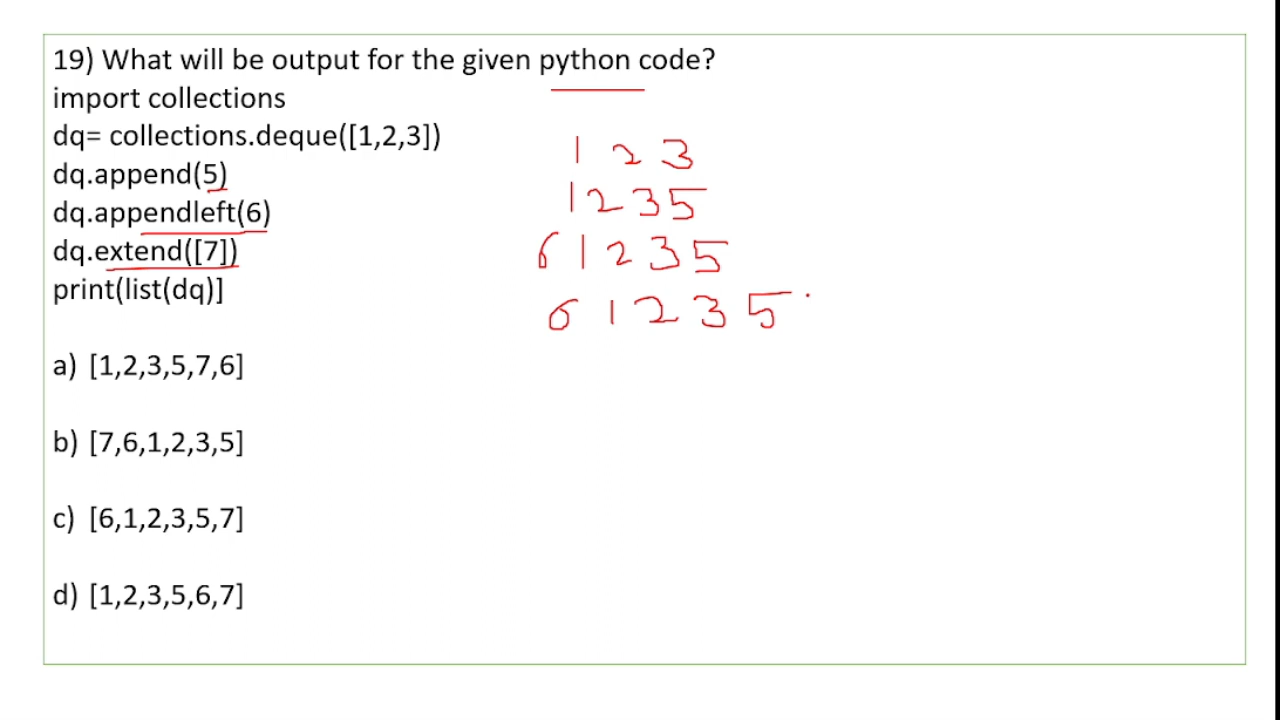 19) What will be output for the given python code?
import collections
dq= collections.deque([1,2,3])
dq.append(5)
dq.appendleft(6)
dq.extend([7])
print(list(dq)]
1 2 3
1 2 3 5
6 1 2 3 5
6 1 2 3 5
a) [1,2,3,5,7,6]
b) [7,6,1,2,3,5]
c) [6,1,2,3,5,7]
d) [1,2,3,5,6,7]